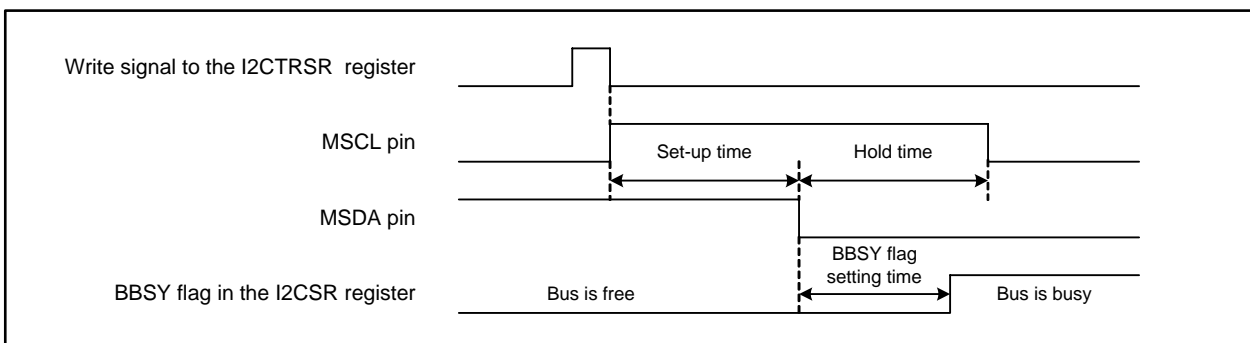 Write signal to the I2CTRSR register
MSCL pin
Set-up time
Hold time
MSDA pin
BBSY flag
setting time
BBSY flag in the I2CSR register
Bus is free
Bus is busy